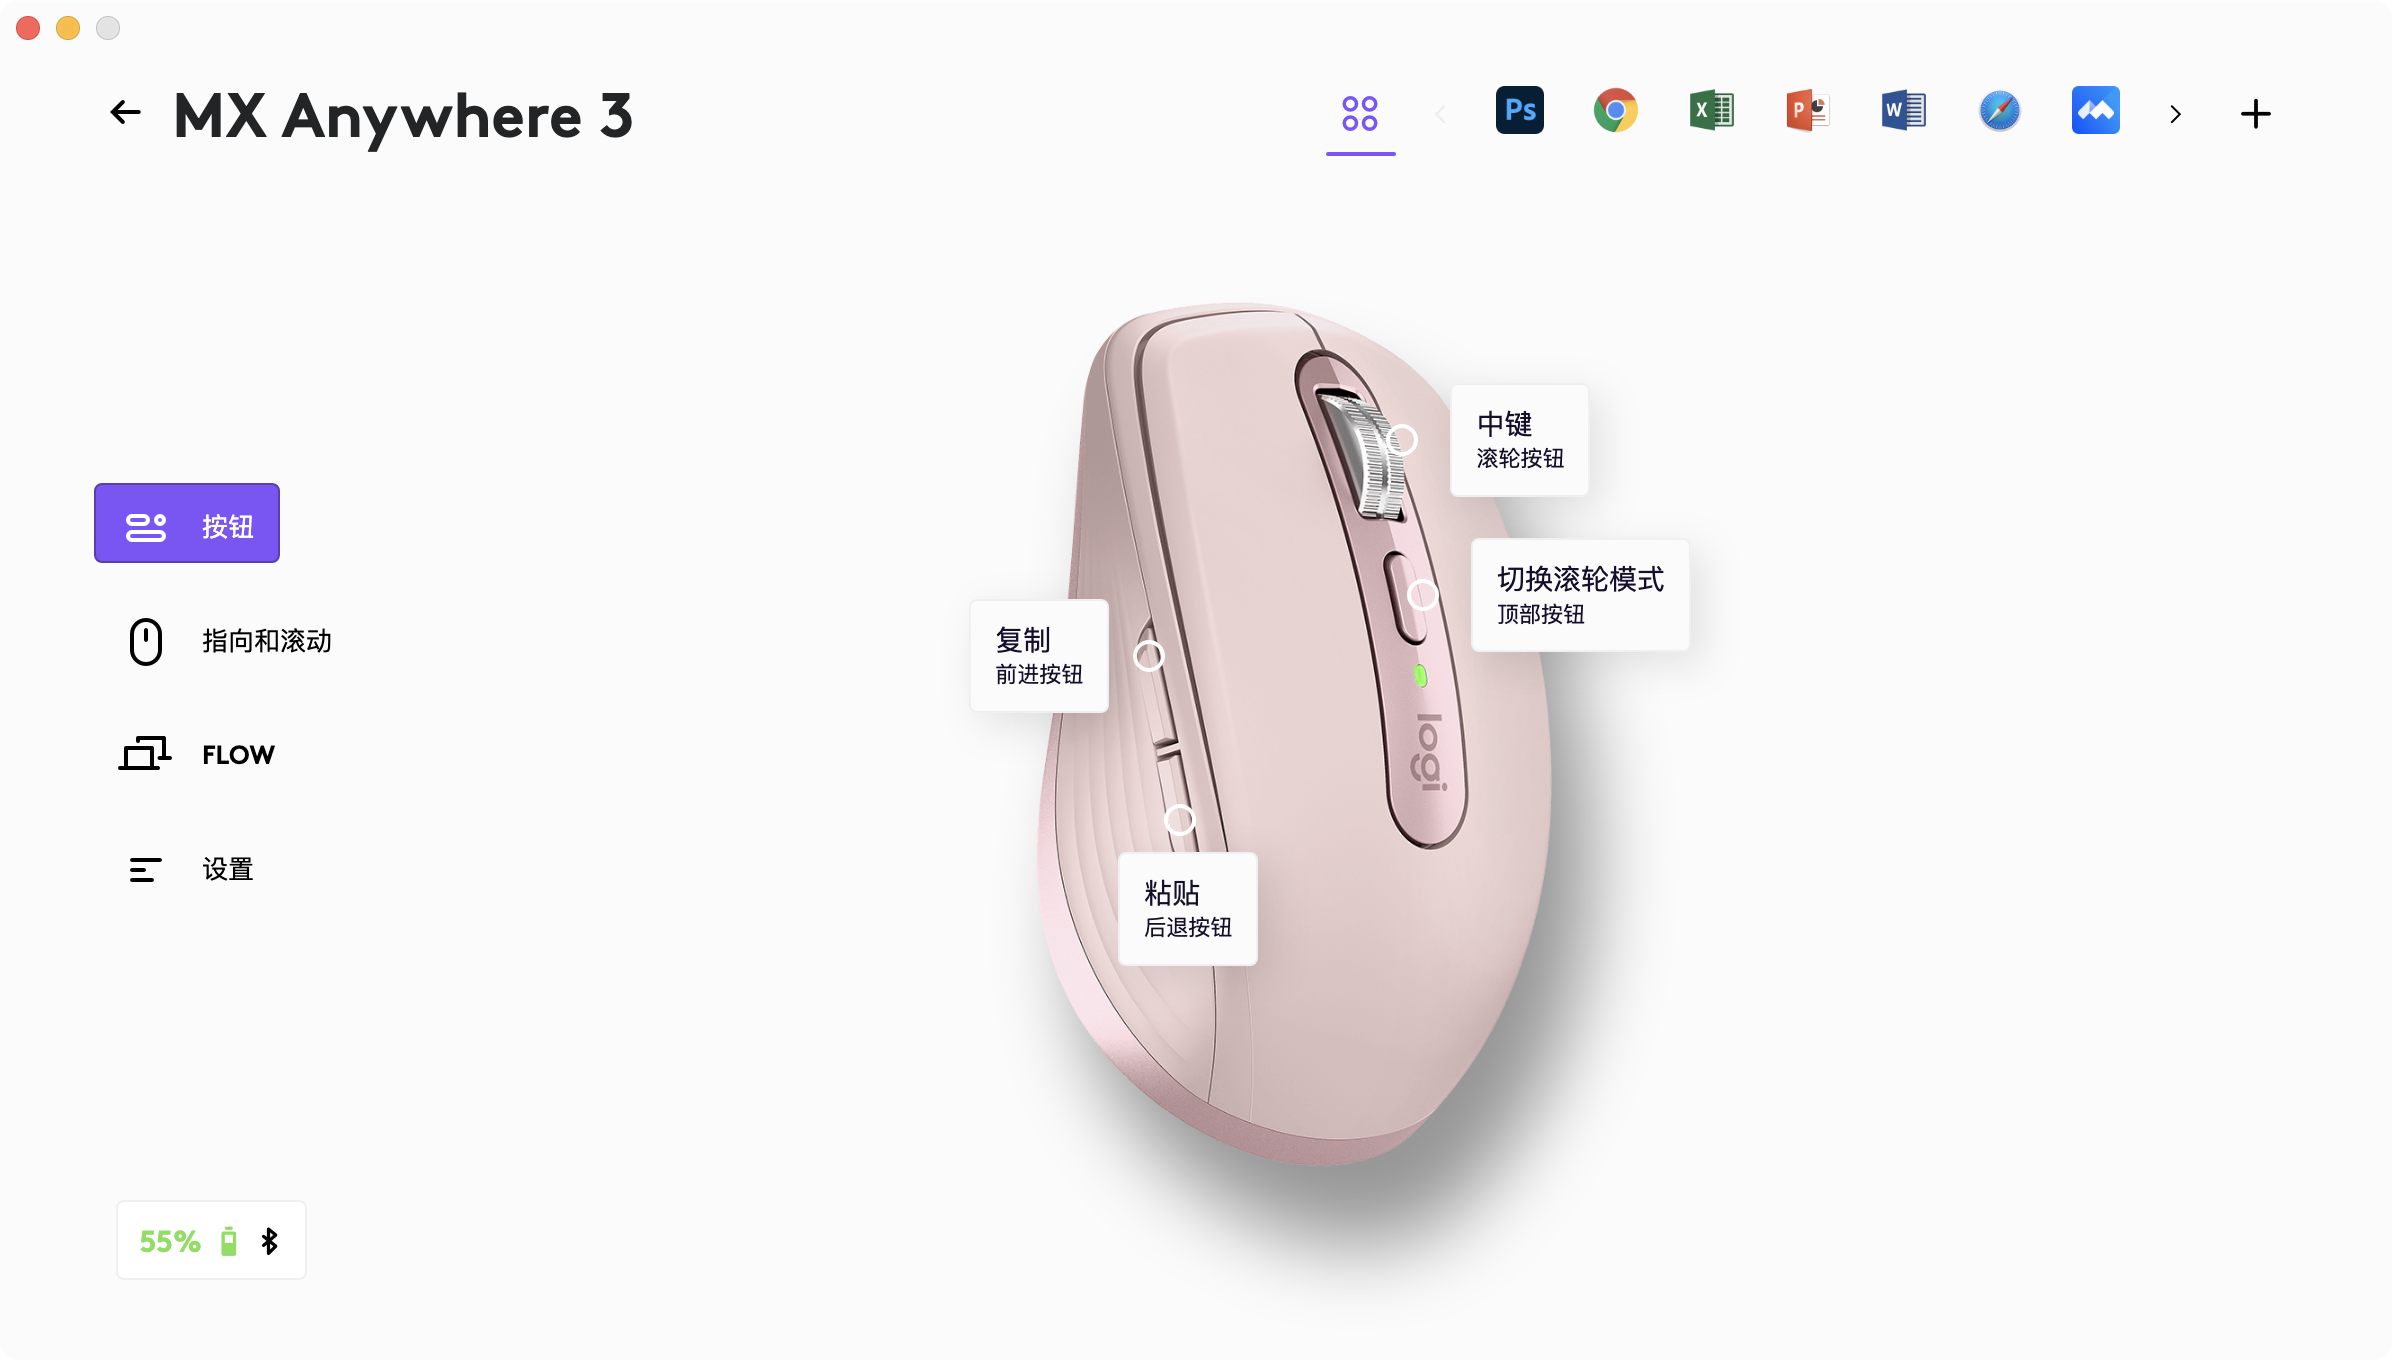 MX Anywhere 3
Ps
X
P
W
按钮
指向和滚动
FLOW
设置
中键
滚轮按钮
切换滚轮模式
顶部按钮
复制
前进按钮
logi
粘贴
后退按钮
55%